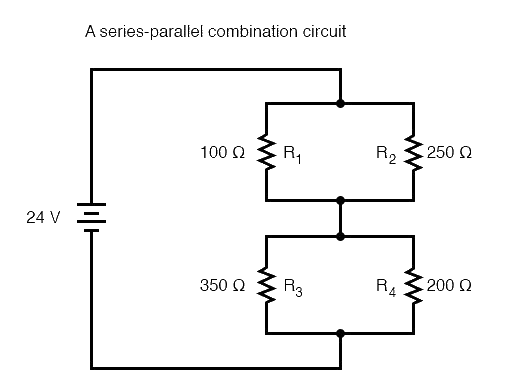 A series-parallel combination circuit
100 Ω R1 R2 250 Ω
24 V
350 Ω R3 R4 200 Ω